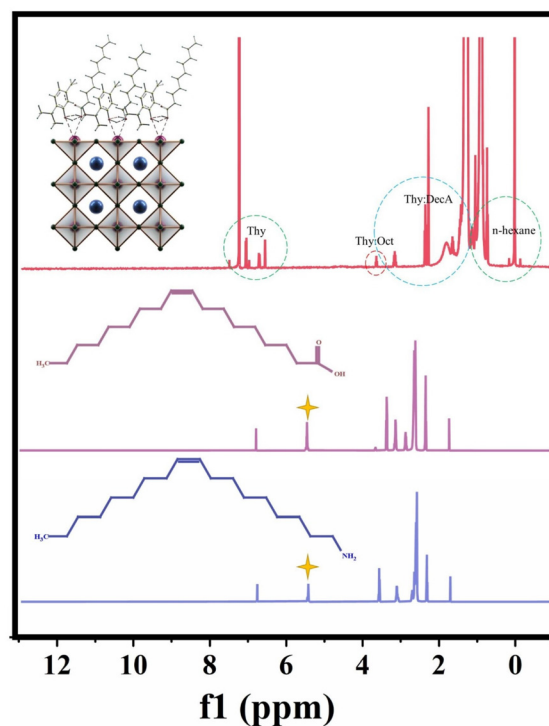 Thy
Thy:Oct
Thy:DecA
n-hexane
H₃C
O
OH
H₃C
NH₂
12 10 8 6 4 2 0
f1 (ppm)